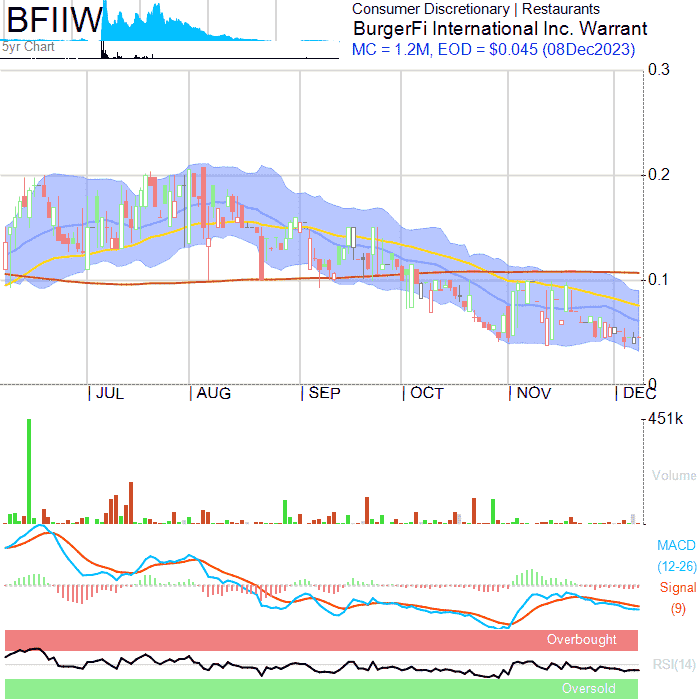 BFIIW
5yr Chart
Consumer Discretionary | Restaurants
BurgerFi International Inc. Warrant
MC = 1.2M, EOD = $0.045 (08Dec2023)
0.3
0.2
0.1
0
JUL AUG SEP OCT NOV DEC
451k
Volume
MACD
(12-26)
Signal
(9)
Overbought
RSI(14)
Oversold